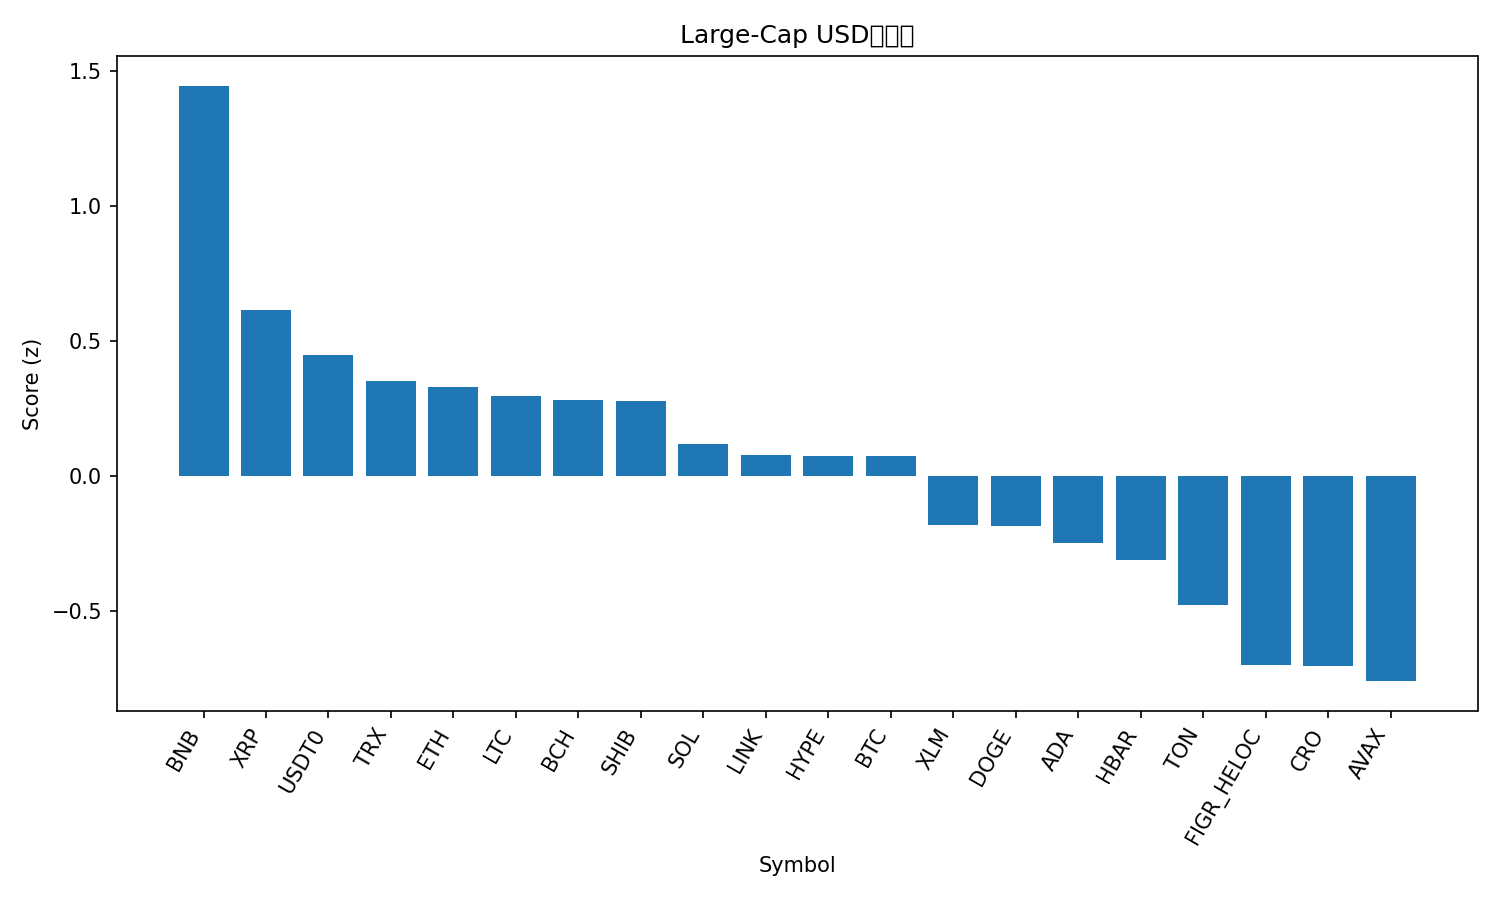 Large-Cap USD
Score (z)
1.5
1.0
0.5
0.0
−0.5
BNB
XRP
USDT0
TRX
ETH
LTC
BCH
SHIB
SOL
LINK
HYPE
BTC
XLM
DOGE
ADA
HBAR
TON
FIGR_HELOC
CRO
AVAX
Symbol